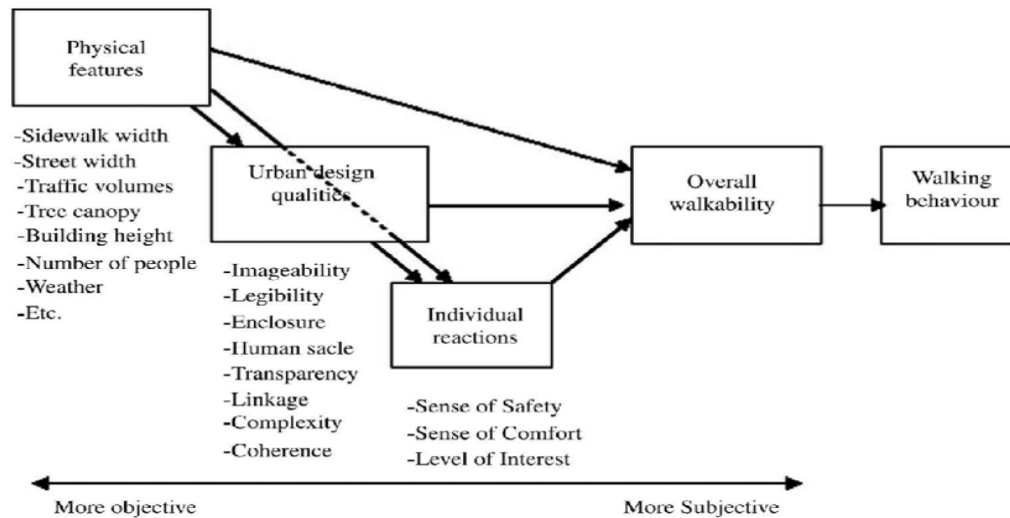 Physical
features
-Sidewalk width
-Street width
-Traffic volumes
-Tree canopy
-Building height
-Number of people
-Weather
-Etc.
Urban design
qualities
-Imageability
-Legibility
-Enclosure
-Human sacle
-Transparency
-Linkage
-Complexity
-Coherence
Individual
reactions
-Sense of Safety
-Sense of Comfort
-Level of Interest
Overall
walkability
Walking
behaviour
More objective
More Subjective